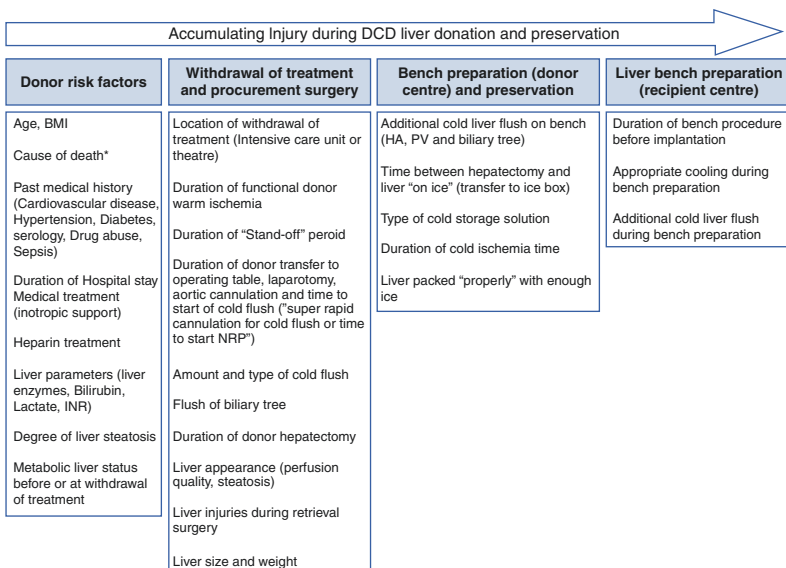 Accumulating Injury during DCD liver donation and preservation
Donor risk factors
Age, BMI
Cause of death*
Past medical history
(Cardiovascular disease,
Hypertension, Diabetes,
serology, Drug abuse,
Sepsis)
Duration of Hospital stay
Medical treatment
(inotropic support)
Heparin treatment
Liver parameters (liver
enzymes, Bilirubin,
Lactate, INR)
Degree of liver steatosis
Metabolic liver status
before or at withdrawal
of treatment
Withdrawal of treatment
and procurement surgery
Location of withdrawal of
treatment (Intensive care unit or
theatre)
Duration of functional donor
warm ischemia
Duration of “Stand-off” peroid
Duration of donor transfer to
operating table, laparotomy,
aortic cannulation and time to
start of cold flush (”super rapid
cannulation for cold flush or time
to start NRP”)
Amount and type of cold flush
Flush of biliary tree
Duration of donor hepatectomy
Liver appearance (perfusion
quality, steatosis)
Liver injuries during retrieval
surgery
Liver size and weight
Bench preparation (donor
centre) and preservation
Additional cold liver flush on bench
(HA, PV and biliary tree)
Time between hepatectomy and
liver “on ice” (transfer to ice box)
Type of cold storage solution
Duration of cold ischemia time
Liver packed “properly” with enough
ice
Liver bench preparation
(recipient centre)
Duration of bench procedure
before implantation
Appropriate cooling during
bench preparation
Additional cold liver flush
during bench preparation